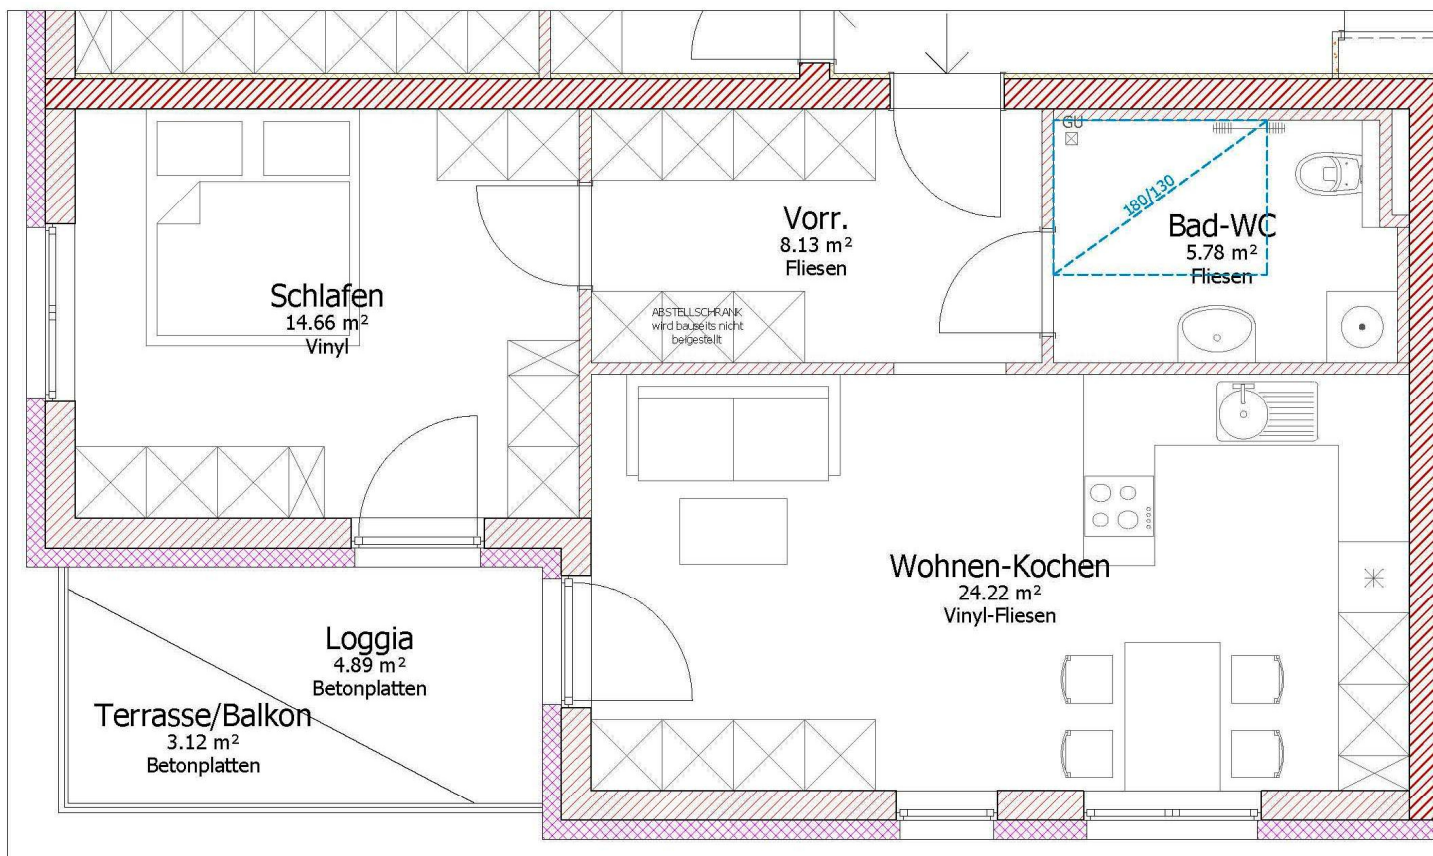 GU
180/130
Vorr.
8.13 m²
Fliesen
Bad-WC
5.78 m²
Fliesen
Schlafen
14.66 m²
Vinyl
ABSTELLSCHRANK
wird bauseits nicht
beigestellt
Wohnen-Kochen
24.22 m²
Vinyl-Fliesen
Loggia
4.89 m²
Betonplatten
Terrasse/Balkon
3.12 m²
Betonplatten